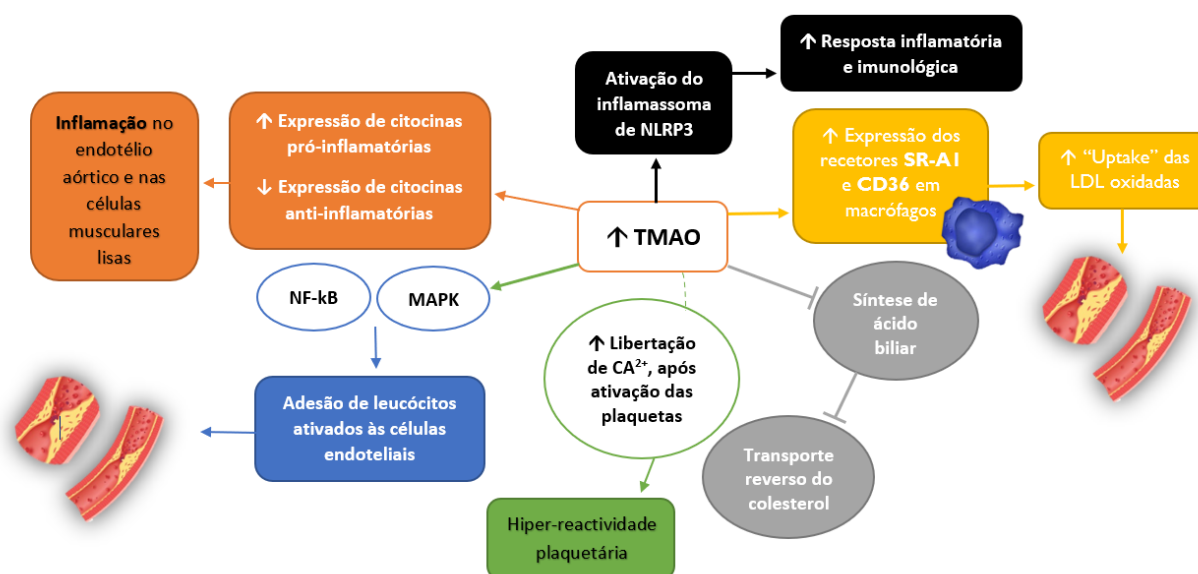 ↑ Resposta inflamatória
e imunológica
Ativação do
inflamassoma
de NLRP3
Inflamação no
endotélio
aórtico e nas
células
musculares
lisas
↑ Expressão de citocinas
pró-inflamatórias
↓ Expressão de citocinas
anti-inflamatórias
↑ Expressão dos
recetores SR-A1
e CD36 em
macrófagos
↑ “Uptake” das
LDL oxidadas
↑ TMAO
NF-kB
MAPK
Síntese de
ácido
biliar
↑ Libertação
de CA²⁺, após
ativação das
plaquetas
Adesão de leucócitos
ativados às células
endoteliais
Transporte
reverso do
colesterol
Hiper-reactividade
plaquetária